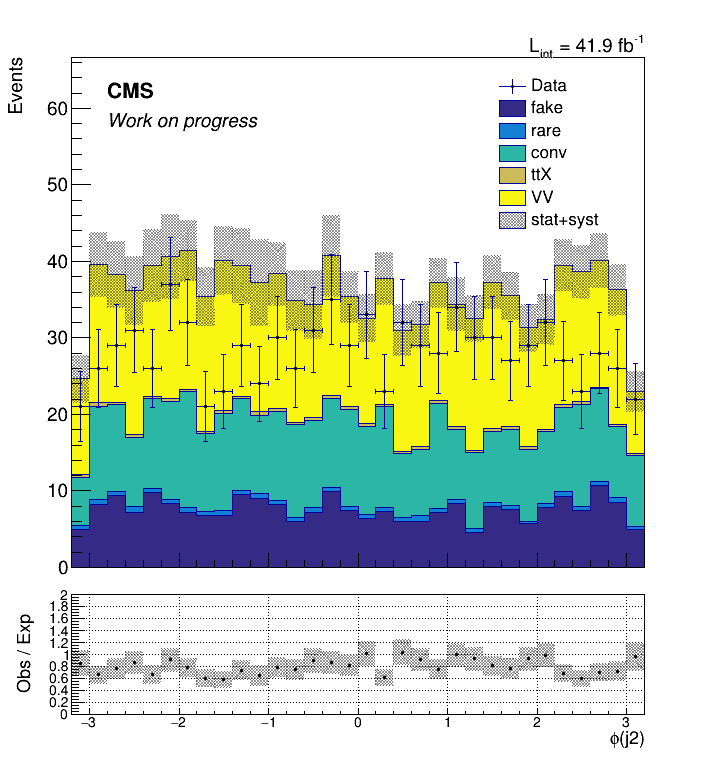 L_int = 41.9 fb^-1
Events
CMS
Work on progress
Data
fake
rare
conv
ttX
VV
stat+syst
60
50
40
30
20
10
0
Obs / Exp
2
1.8
1.6
1.4
1.2
1
0.8
0.6
0.4
0.2
0
−3 −2 −1 0 1 2 3
ϕ(j2)